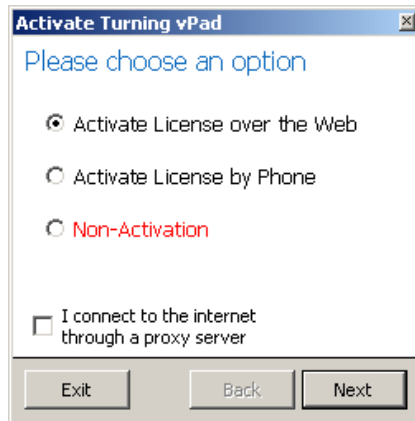 Activate Turning vPad
Please choose an option
Activate License over the Web
Activate License by Phone
Non-Activation
I connect to the internet
through a proxy server
Exit
Back
Next